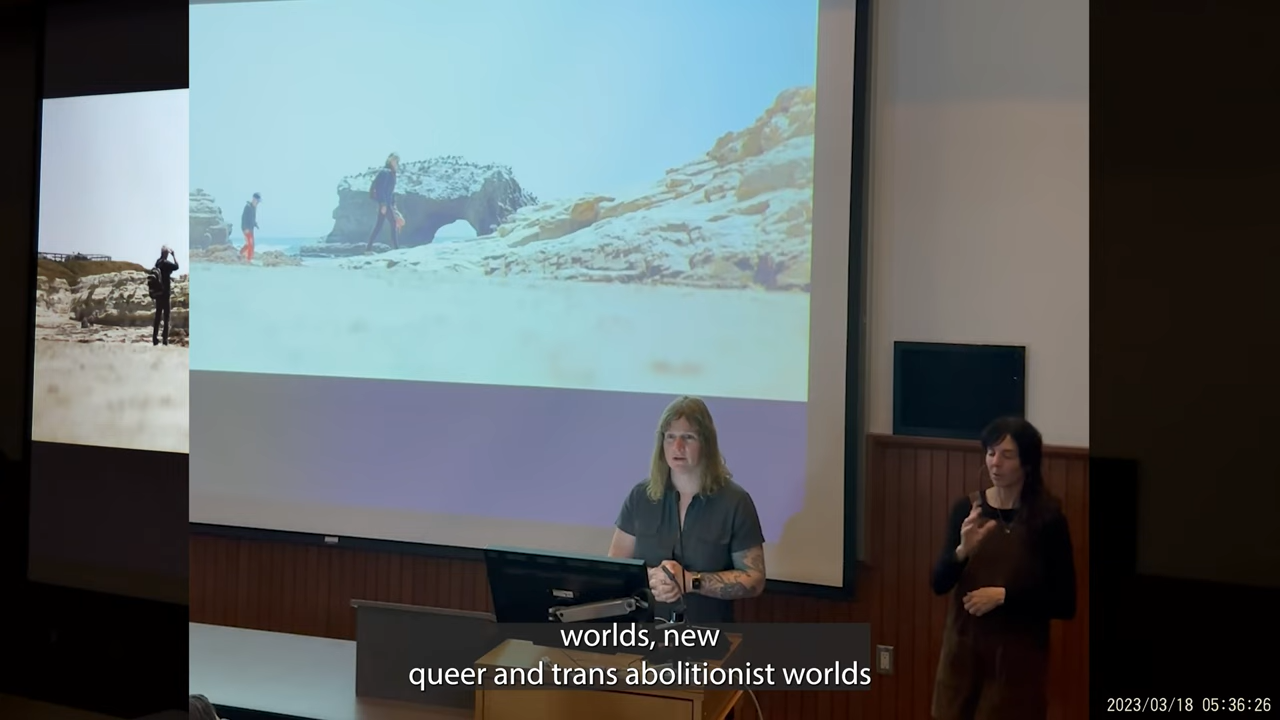 worlds, new
queer and trans abolitionist worlds
2023/03/18 05:36:26